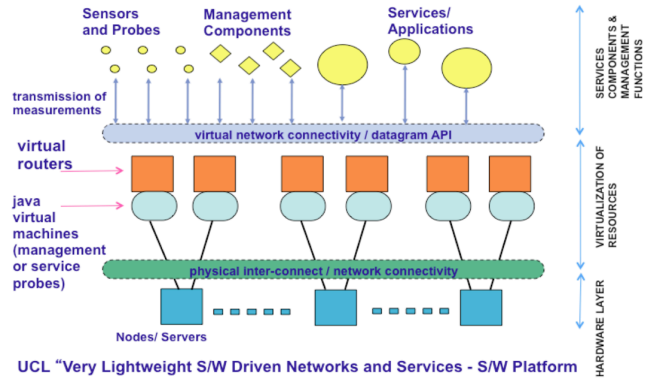 Sensors
and Probes
Management
Components
Services/
Applications
transmission of
measurements
virtual network connectivity / datagram API
virtual
routers
java
virtual
machines
(management
or service
probes)
physical inter-connect / network connectivity
Nodes/ Servers
UCL “Very Lightweight S/W Driven Networks and Services - S/W Platform
SERVICES
COMPONENTS &
MANAGEMENT
FUNCTIONS
VIRTUALIZATION OF
RESOURCES
HARDWARE LAYER